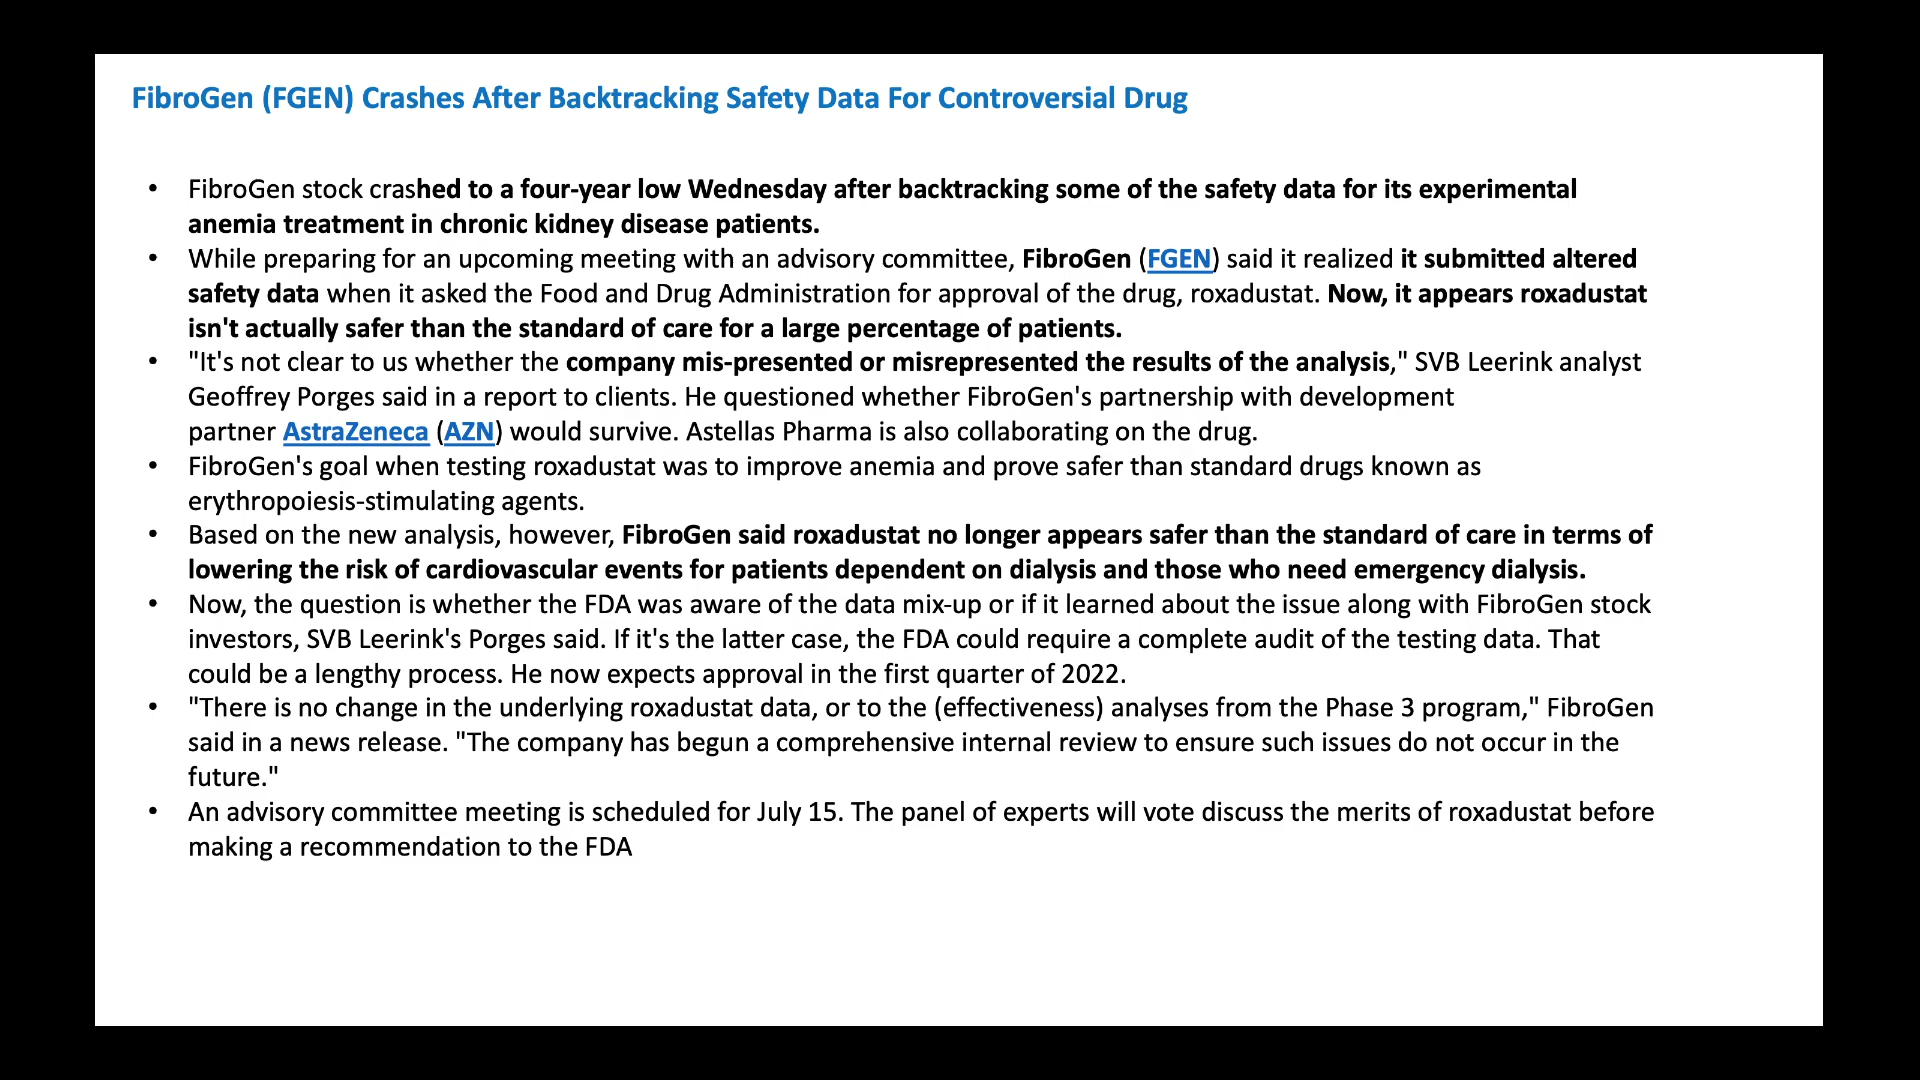 FibroGen (FGEN) Crashes After Backtracking Safety Data For Controversial Drug
• FibroGen stock crashed to a four-year low Wednesday after backtracking some of the safety data for its experimental
anemia treatment in chronic kidney disease patients.
• While preparing for an upcoming meeting with an advisory committee, FibroGen (FGEN) said it realized it submitted altered
safety data when it asked the Food and Drug Administration for approval of the drug, roxadustat. Now, it appears roxadustat
isn't actually safer than the standard of care for a large percentage of patients.
• "It's not clear to us whether the company mis-presented or misrepresented the results of the analysis," SVB Leerink analyst
Geoffrey Porges said in a report to clients. He questioned whether FibroGen's partnership with development
partner AstraZeneca (AZN) would survive. Astellas Pharma is also collaborating on the drug.
• FibroGen's goal when testing roxadustat was to improve anemia and prove safer than standard drugs known as
erythropoiesis-stimulating agents.
• Based on the new analysis, however, FibroGen said roxadustat no longer appears safer than the standard of care in terms of
lowering the risk of cardiovascular events for patients dependent on dialysis and those who need emergency dialysis.
• Now, the question is whether the FDA was aware of the data mix-up or if it learned about the issue along with FibroGen stock
investors, SVB Leerink's Porges said. If it's the latter case, the FDA could require a complete audit of the testing data. That
could be a lengthy process. He now expects approval in the first quarter of 2022.
• "There is no change in the underlying roxadustat data, or to the (effectiveness) analyses from the Phase 3 program," FibroGen
said in a news release. "The company has begun a comprehensive internal review to ensure such issues do not occur in the
future."
• An advisory committee meeting is scheduled for July 15. The panel of experts will vote discuss the merits of roxadustat before
making a recommendation to the FDA